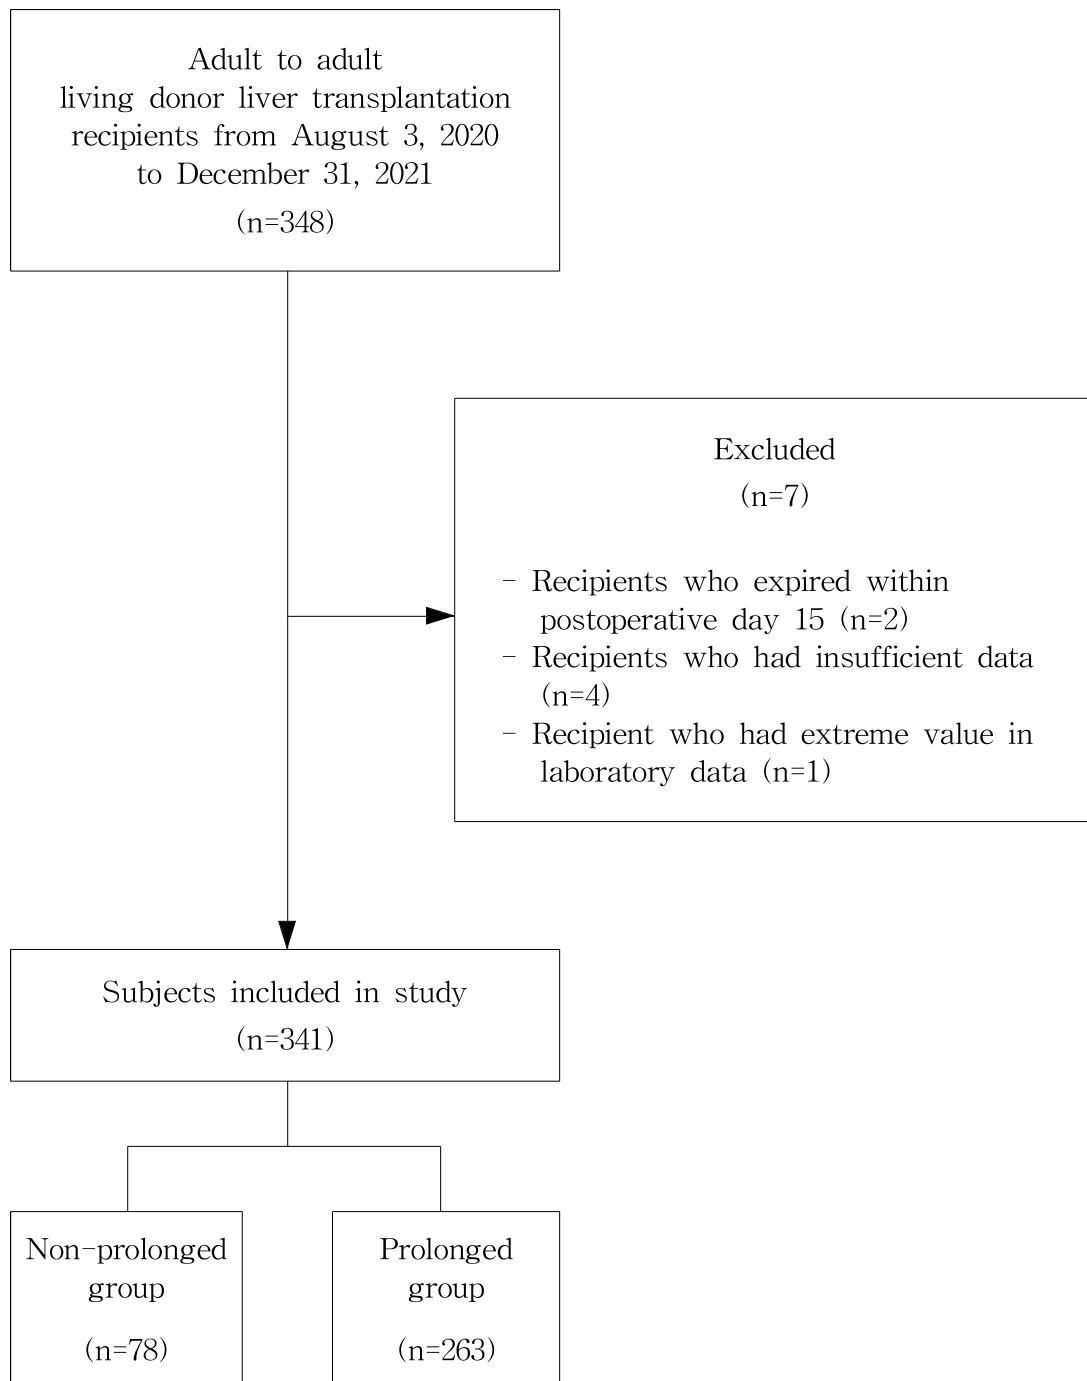 Adult to adult
living donor liver transplantation
recipients from August 3, 2020
to December 31, 2021
(n=348)
Excluded
(n=7)
- Recipients who expired within
postoperative day 15 (n=2)
- Recipients who had insufficient data
(n=4)
- Recipient who had extreme value in
laboratory data (n=1)
Subjects included in study
(n=341)
Non-prolonged
group
(n=78)
Prolonged
group
(n=263)